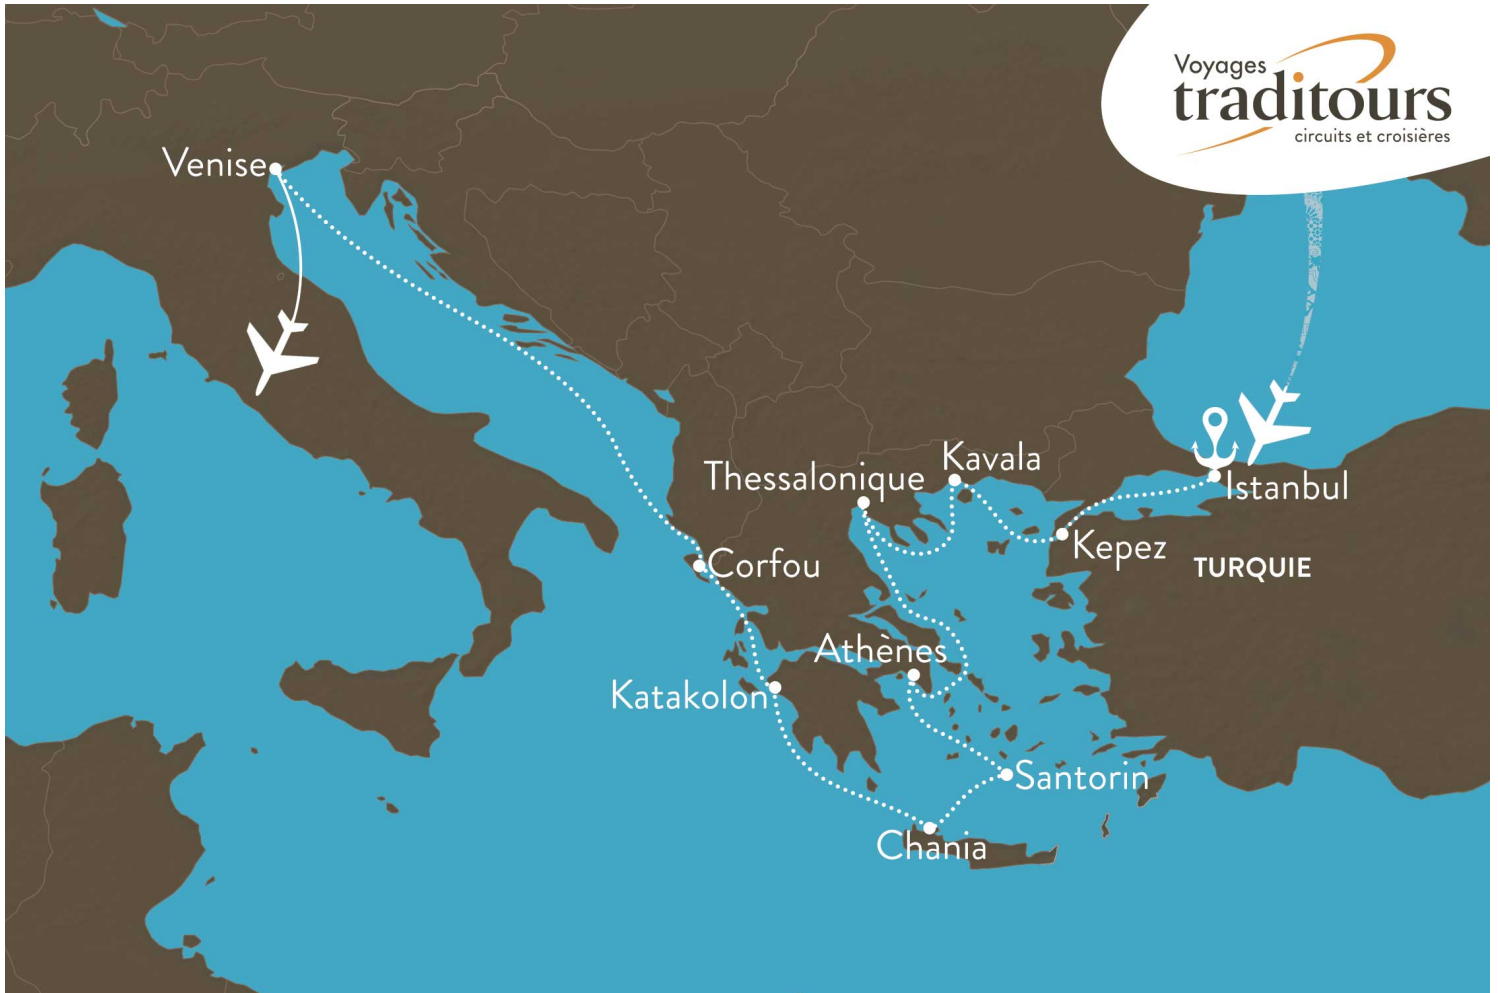 Voyages
traditours
circuits et croisières
Venise
Kavala
Thessalonique
Istanbul
Kepez
Corfou
TURQUIE
Athènes
Katakolon
Santorin
Chania